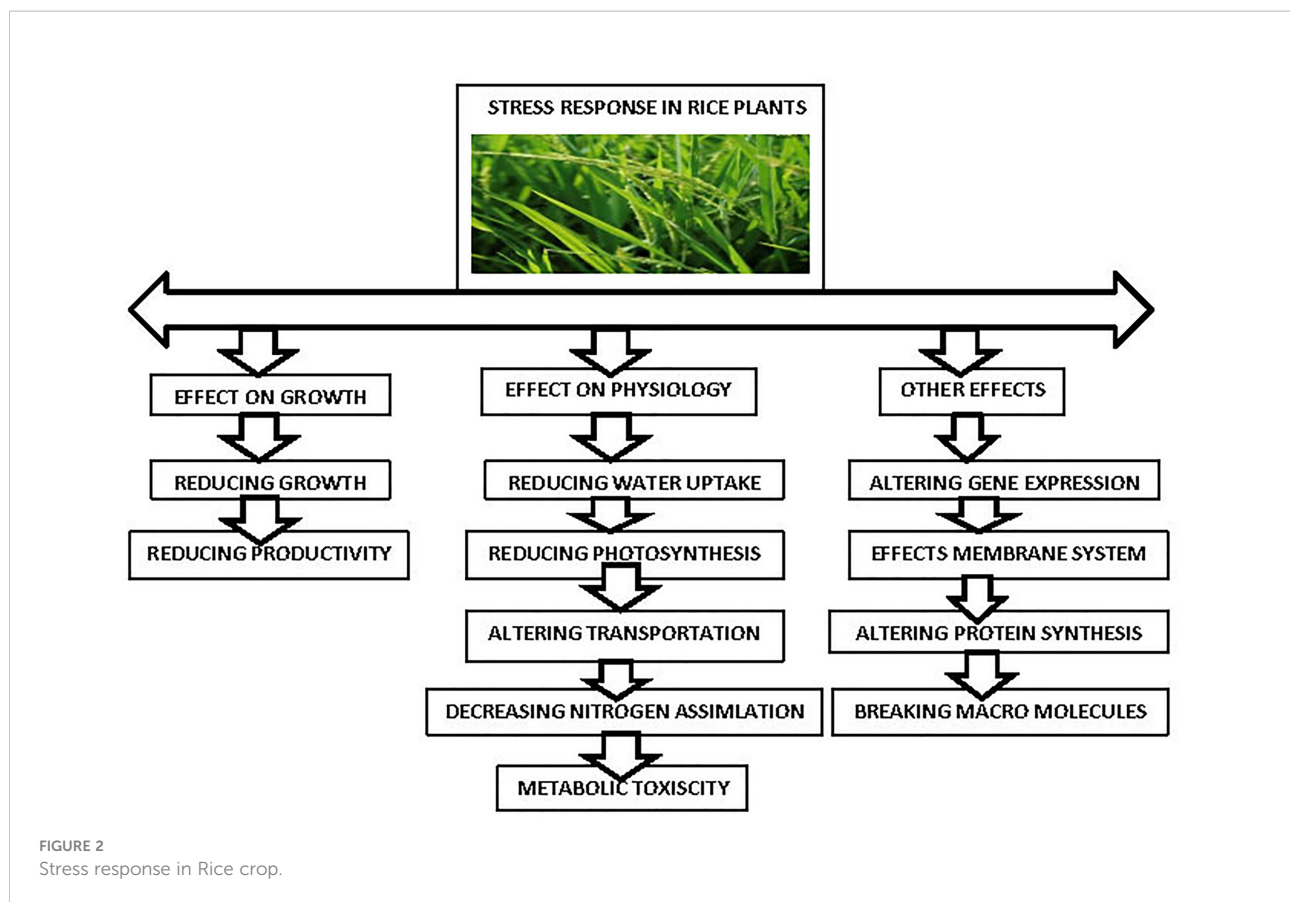 STRESS RESPONSE IN RICE PLANTS
EFFECT ON GROWTH
REDUCING GROWTH
REDUCING PRODUCTIVITY
EFFECT ON PHYSIOLOGY
REDUCING WATER UPTAKE
REDUCING PHOTOSYNTHESIS
ALTERING TRANSPORTATION
DECREASING NITROGEN ASSIMLATION
METABOLIC TOXISCITY
OTHER EFFECTS
ALTERING GENE EXPRESSION
EFFECTS MEMBRANE SYSTEM
ALTERING PROTEIN SYNTHESIS
BREAKING MACRO MOLECULES
FIGURE 2
Stress response in Rice crop.